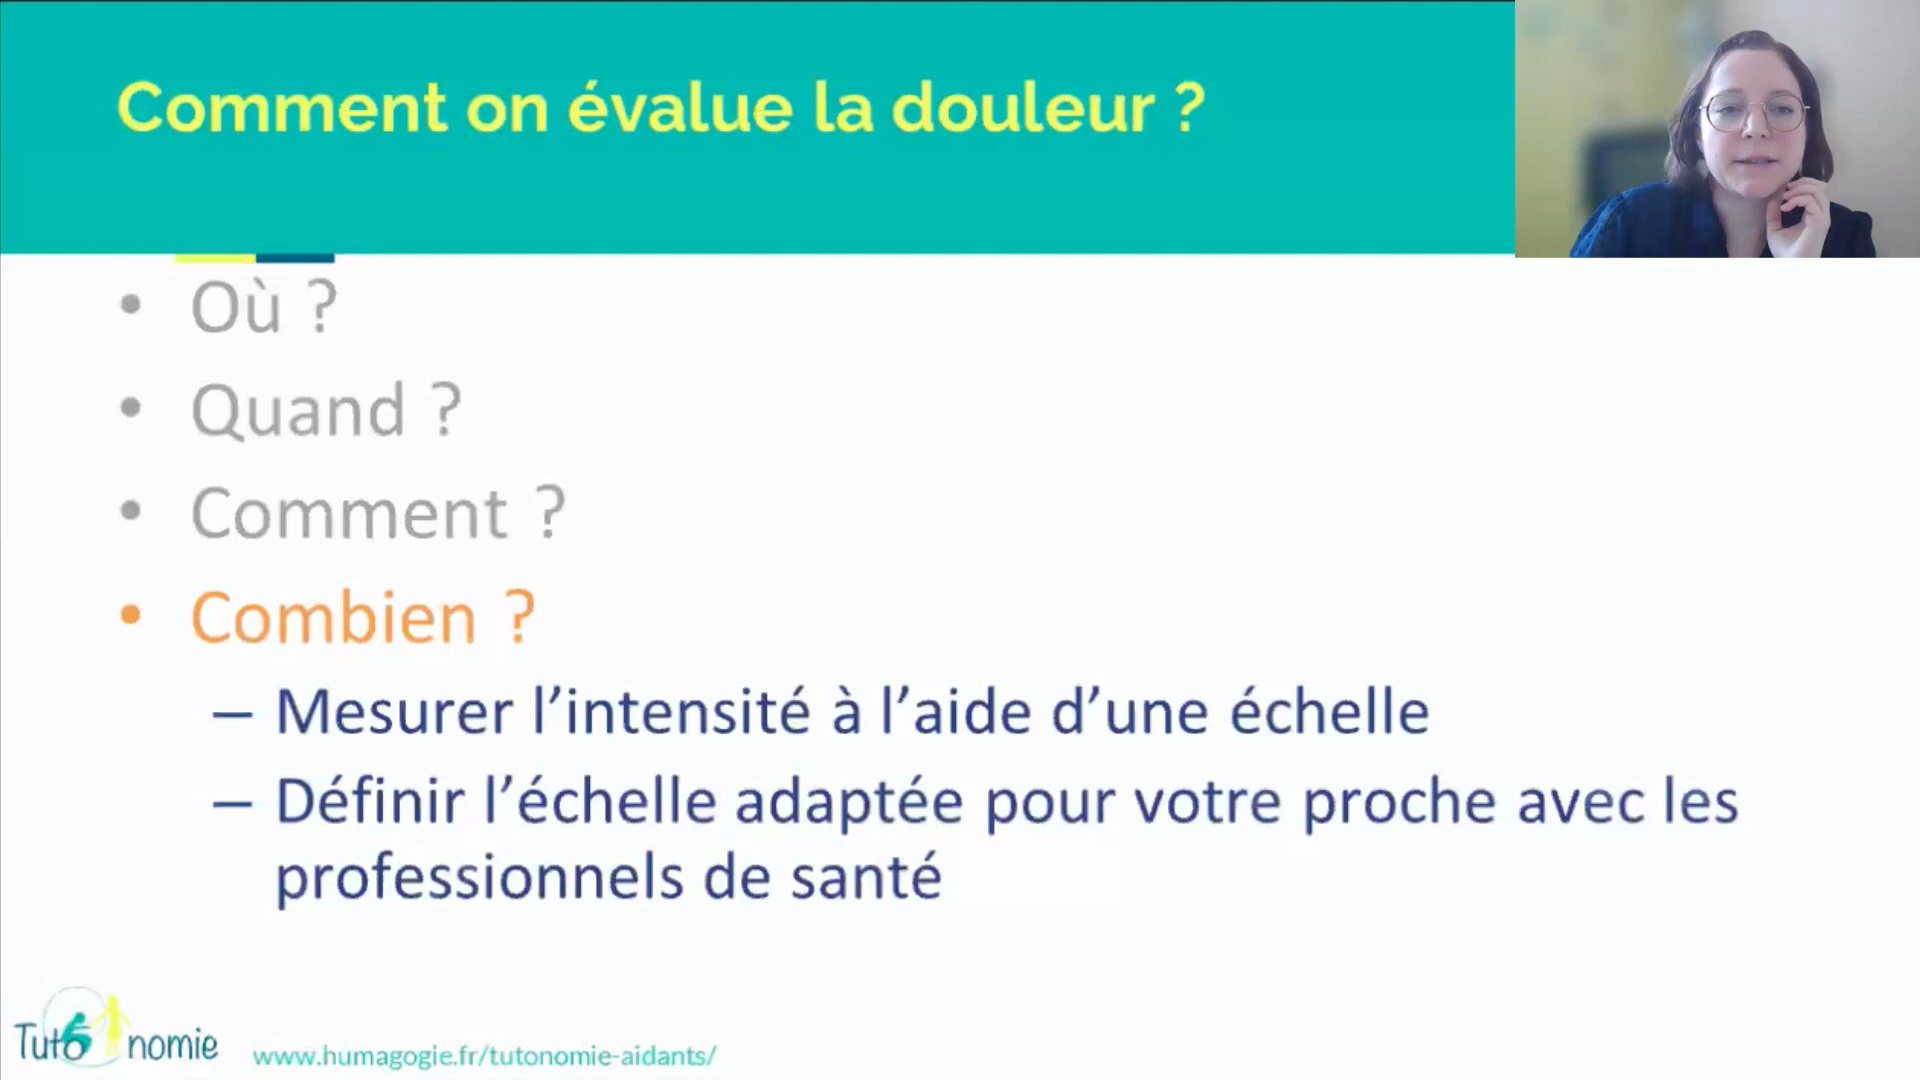 Comment on évalue la douleur ?
• Où ?
• Quand ?
• Comment ?
• Combien ?
– Mesurer l’intensité à l’aide d’une échelle
– Définir l’échelle adaptée pour votre proche avec les
professionnels de santé
Tutonomie
www.humagogie.fr/tutonomie-aidants/